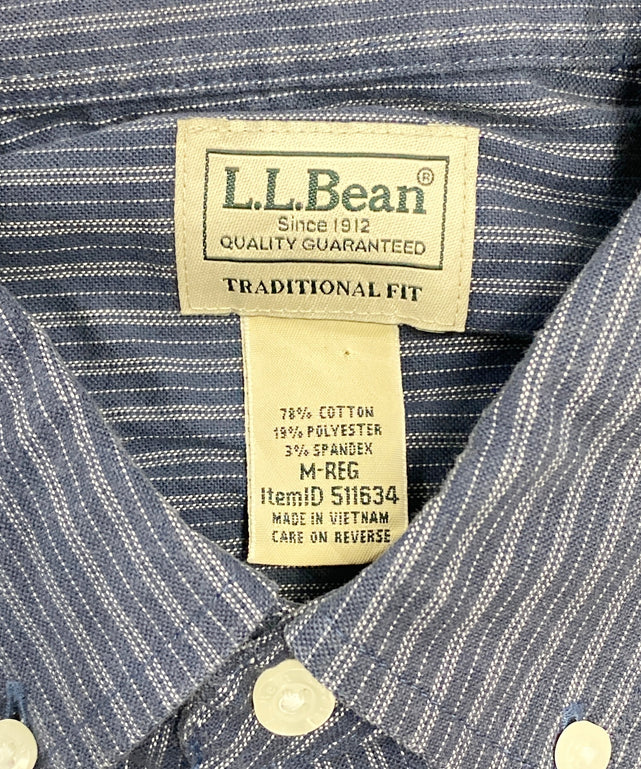 L.L.Bean®
Since 1912
QUALITY GUARANTEED
TRADITIONAL FIT
78% COTTON
19% POLYESTER
3% SPANDEX
M-REG
ItemID 511634
MADE IN VIETNAM
CARE ON REVERSE